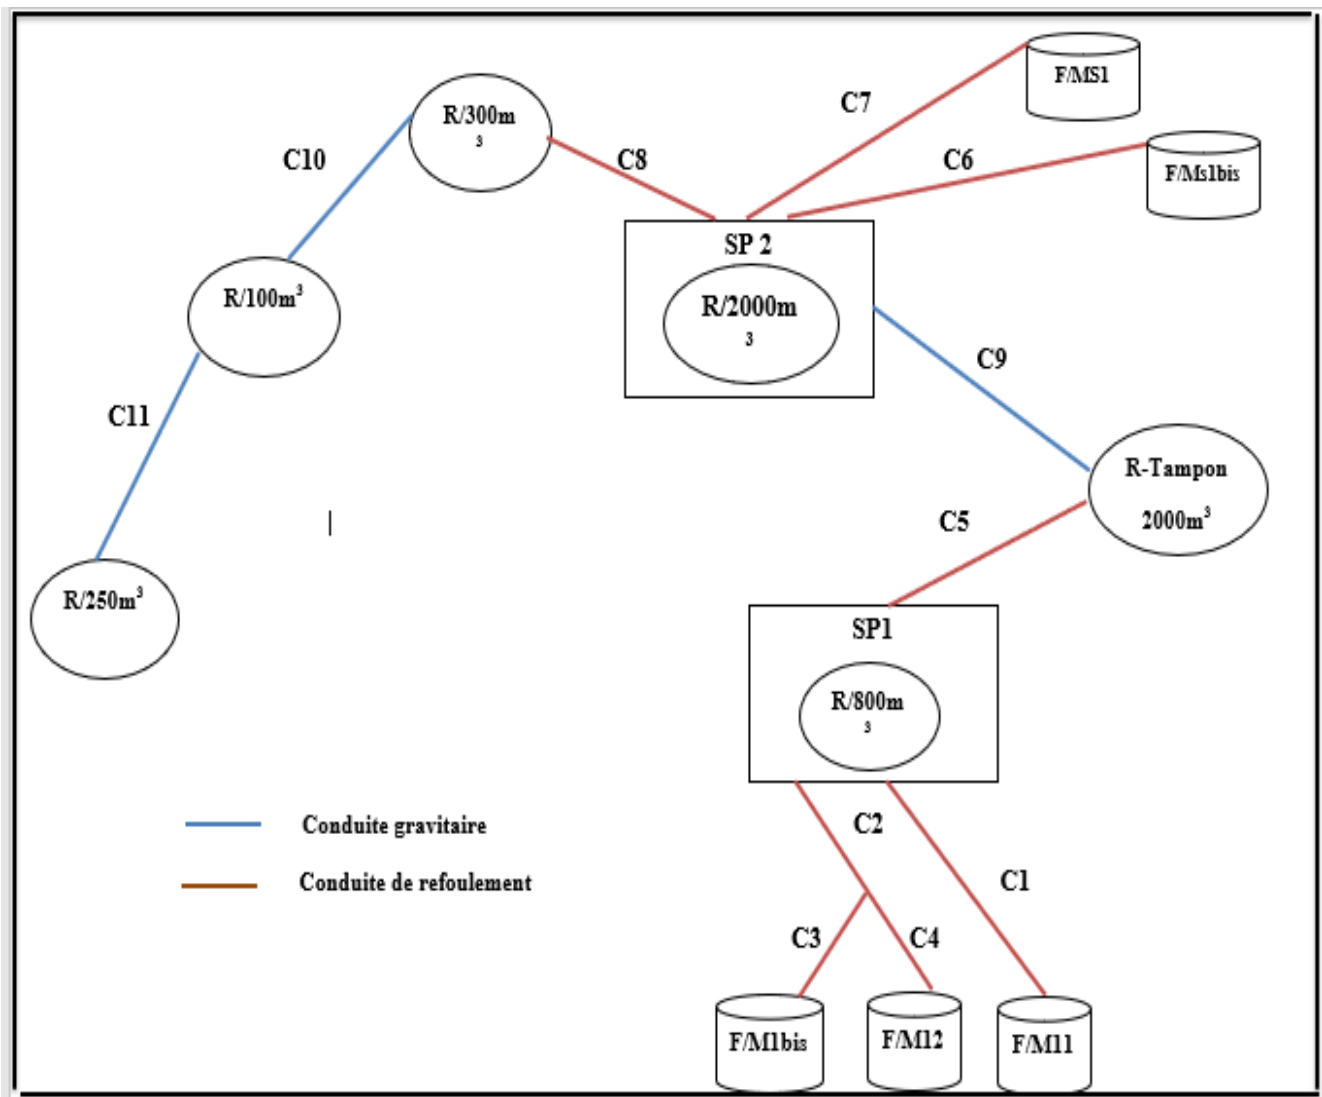 F/MS1
C7
R/300m
3
C10
C8
C6
F/Ms1bis
SP 2
R/100m³
R/2000m
3
C9
C11
R-Tampon
2000m³
C5
R/250m³
SP1
R/800m
3
Conduite gravitaire
C2
Conduite de refoulement
C1
C3
C4
F/M1bis
F/M12
F/M11